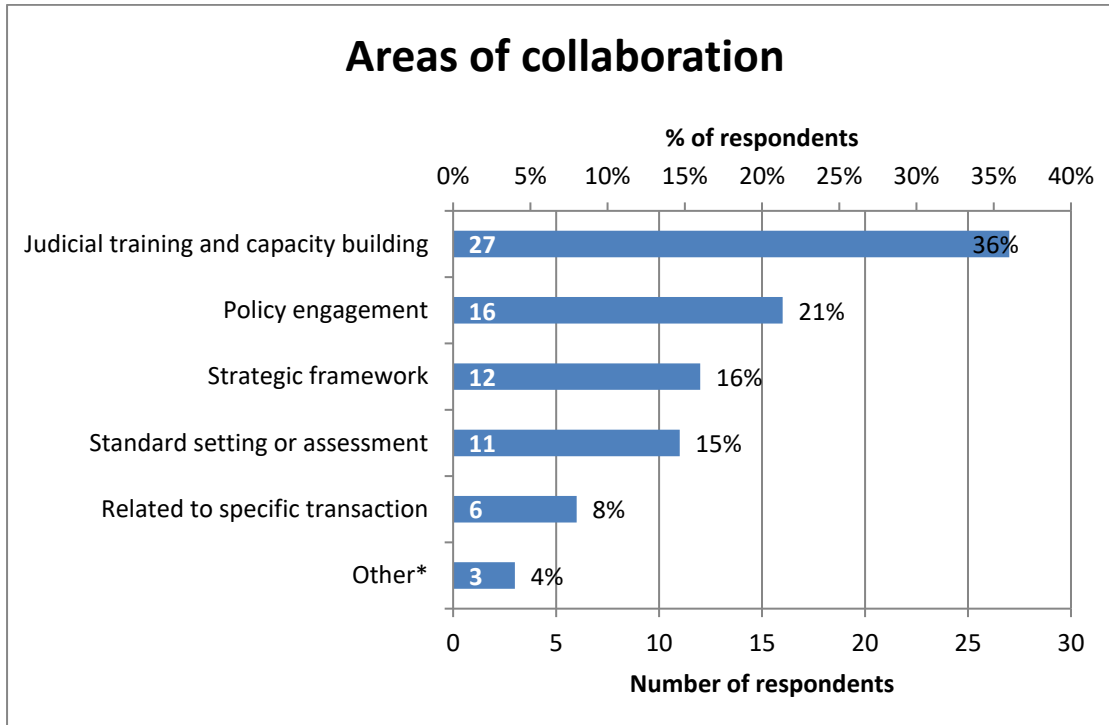 Areas of collaboration
% of respondents
0% 5% 10% 15% 20% 25% 30% 35% 40%
Judicial training and capacity building 27 36%
Policy engagement 16 21%
Strategic framework 12 16%
Standard setting or assessment 11 15%
Related to specific transaction 6 8%
Other* 3 4%
0 5 10 15 20 25 30
Number of respondents